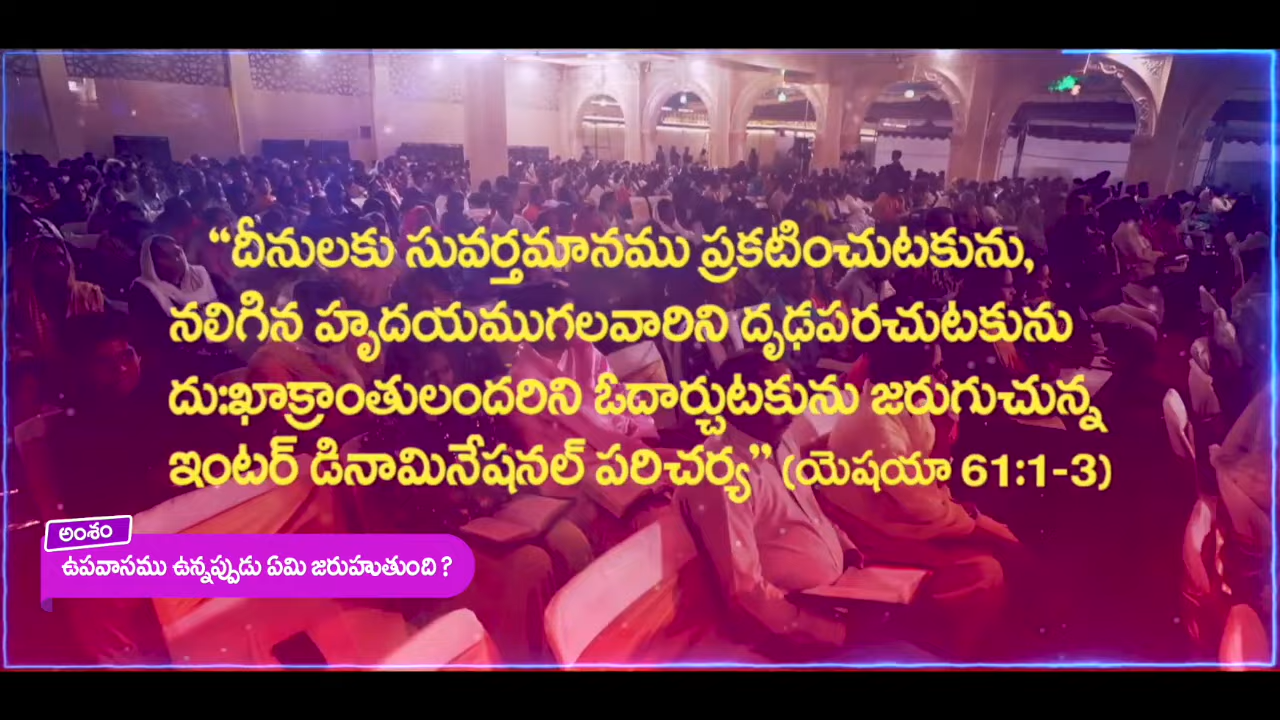 “దీనులకు సువర్తమానము ప్రకటించుటకును,
నలిగిన హృదయముగలవారిని దృఢపరచుటకును
దు:ఖాక్రాంతులందరిని ఓదార్చుటకును జరుగుచున్న
ఇంటర్ డినామినేషనల్ పరిచర్య” (యెషయా 61:1-3)
అంశం
ఉపవాసము ఉన్నప్పుడు ఏమి జరుహుతుంది ?